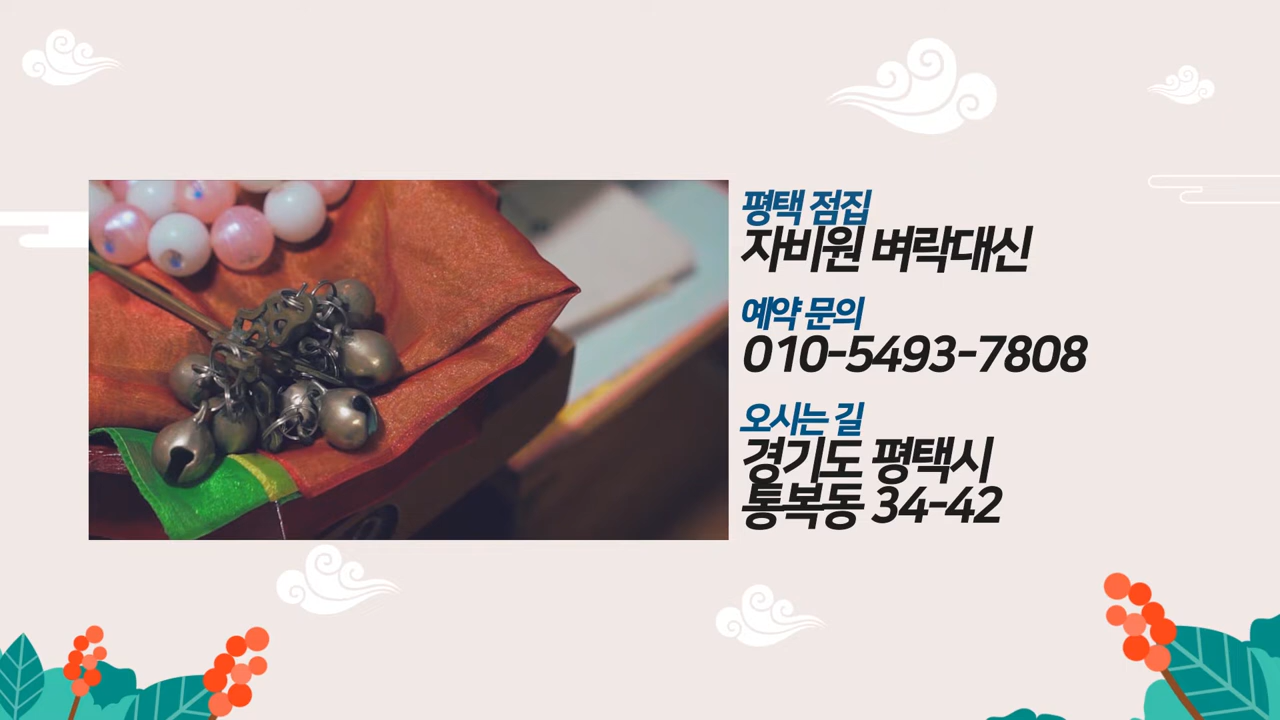 평택 점집
자비원 벼락대신
예약 문의
010-5493-7808
오시는 길
경기도 평택시
통복동 34-42